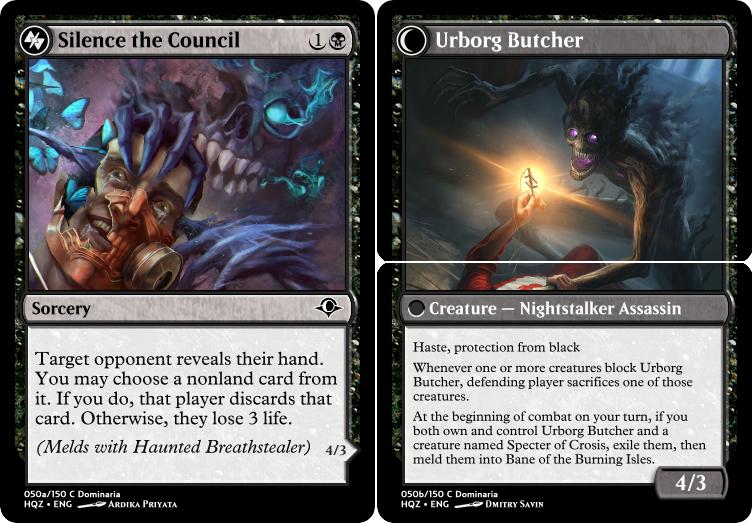 Silence the Council
1
Sorcery
Target opponent reveals their hand.
You may choose a nonland card from
it. If you do, that player discards that
card. Otherwise, they lose 3 life.
(Melds with Haunted Breathstealer)
4/3
050a/150 C Dominaria
HQZ • ENG Ardika Priyata
Urborg Butcher
Creature — Nightstalker Assassin
Haste, protection from black
Whenever one or more creatures block Urborg
Butcher, defending player sacrifices one of those
creatures.
At the beginning of combat on your turn, if you
both own and control Urborg Butcher and a
creature named Specter of Crosis, exile them, then
meld them into Bane of the Burning Isles.
4/3
050b/150 C Dominaria
HQZ • ENG Dmitry Savin